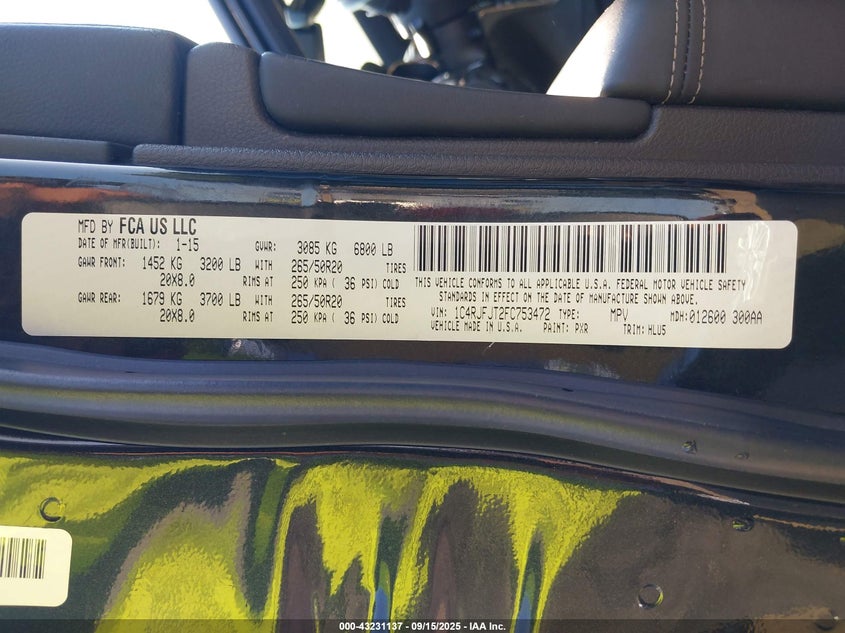 MFD BY FCA US LLC
DATE OF MFR(BUILT): 1-15 GVWR: 3085 KG 6800 LB
GAWR FRONT: 1452 KG 3200 LB WITH 265/50R20 TIRES
20X8.0 RIMS AT 250 KPA ( 36 PSI) COLD
GAWR REAR: 1679 KG 3700 LB WITH 265/50R20 TIRES
20X8.0 RIMS AT 250 KPA ( 36 PSI) COLD
THIS VEHICLE CONFORMS TO ALL APPLICABLE U.S.A. FEDERAL MOTOR VEHICLE SAFETY
STANDARDS IN EFFECT ON THE DATE OF MANUFACTURE SHOWN ABOVE.
VIN: 1C4RJFJT2FC753472 TYPE: MPV MDH: 012600 300AA
VEHICLE MADE IN U.S.A. PAINT: PXR TRIM: HLU5
000-43231137 - 09/15/2025 - IAA Inc.